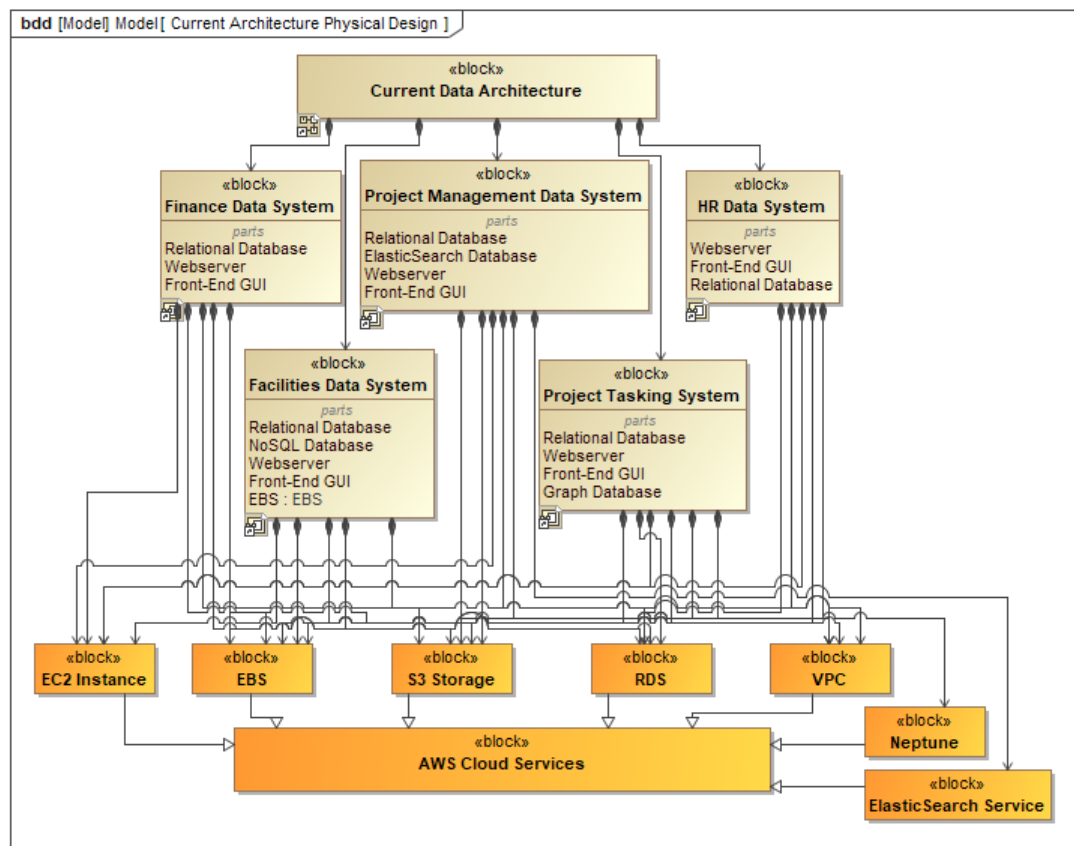 bdd [Model] Model [ Current Architecture Physical Design ]
«block»
Current Data Architecture
«block»
Finance Data System
parts
Relational Database
Webserver
Front-End GUI
«block»
Project Management Data System
parts
Relational Database
ElasticSearch Database
Webserver
Front-End GUI
«block»
HR Data System
parts
Webserver
Front-End GUI
Relational Database
«block»
Facilities Data System
parts
Relational Database
NoSQL Database
Webserver
Front-End GUI
EBS : EBS
«block»
Project Tasking System
parts
Relational Database
Webserver
Front-End GUI
Graph Database
«block»
EC2 Instance
«block»
EBS
«block»
S3 Storage
«block»
RDS
«block»
VPC
«block»
Neptune
«block»
AWS Cloud Services
«block»
ElasticSearch Service